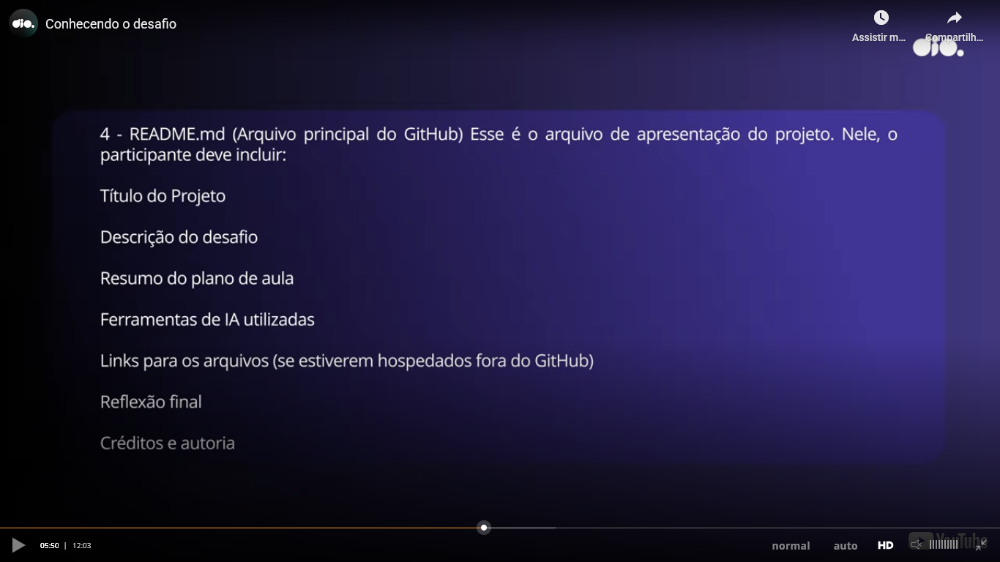 dio.
Conhecendo o desafio
Assistir m...
Compartilh...
dio.
4 - README.md (Arquivo principal do GitHub) Esse é o arquivo de apresentação do projeto. Nele, o
participante deve incluir:
Título do Projeto
Descrição do desafio
Resumo do plano de aula
Ferramentas de IA utilizadas
Links para os arquivos (se estiverem hospedados fora do GitHub)
Reflexão final
Créditos e autoria
05:50 | 12:03
normal
auto
HD
YouTube